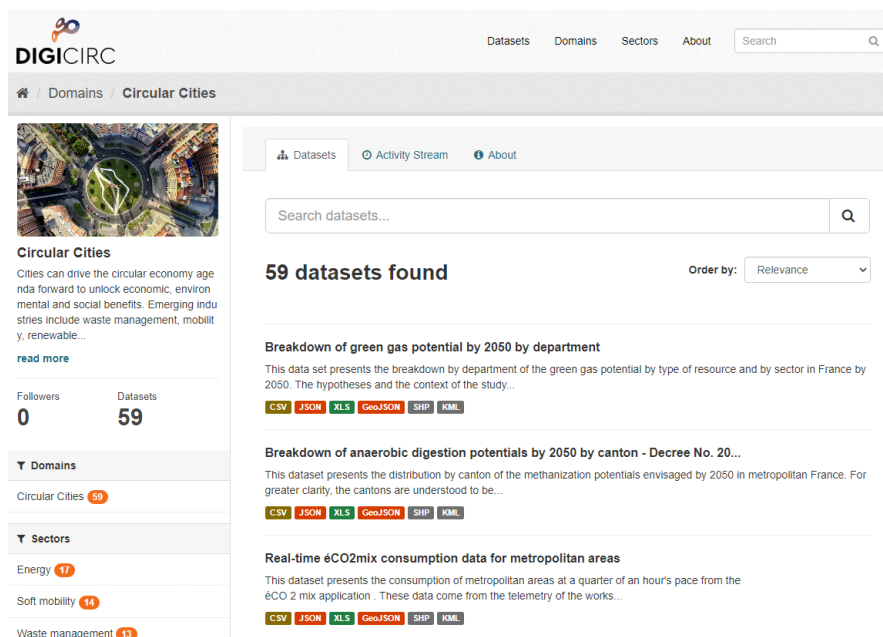 DIGICIRC
Datasets Domains Sectors About Search
/ Domains / Circular Cities
Datasets Activity Stream About
Search datasets...
Circular Cities
Cities can drive the circular economy age
nda forward to unlock economic, environ
mental and social benefits. Emerging indu
stries include waste management, mobilit
y, renewable...
read more
Followers Datasets
0 59
Domains
Circular Cities 59
Sectors
Energy 17
Soft mobility 14
Waste management 13
59 datasets found
Order by: Relevance
Breakdown of green gas potential by 2050 by department
This data set presents the breakdown by department of the green gas potential by type of resource and by sector in France by
2050. The hypotheses and the context of the study...
CSV JSON XLS GeoJSON SHP KML
Breakdown of anaerobic digestion potentials by 2050 by canton - Decree No. 20...
This dataset presents the distribution by canton of the methanization potentials envisaged by 2050 in metropolitan France. For
greater clarity, the cantons are understood to be...
CSV JSON XLS GeoJSON SHP KML
Real-time éCO2mix consumption data for metropolitan areas
This dataset presents the consumption of metropolitan areas at a quarter of an hour's pace from the
éCO 2 mix application . These data come from the telemetry of the works...
CSV JSON XLS GeoJSON SHP KML